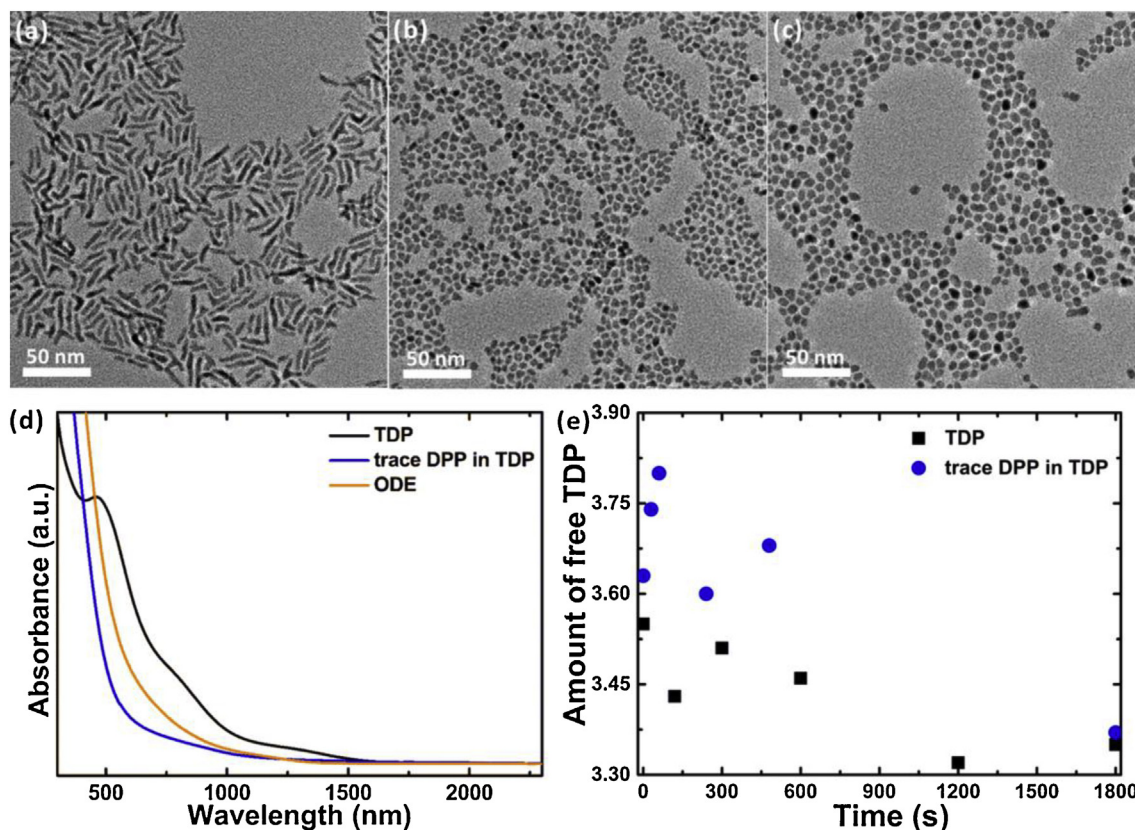 (a)
50 nm
(b)
50 nm
(c)
50 nm
(d)
TDP
trace DPP in TDP
ODE
Absorbance (a.u.)
500
1000
1500
2000
Wavelength (nm)
(e)
TDP
trace DPP in TDP
Amount of free TDP
3.90
3.75
3.60
3.45
3.30
0
300
600
900
1200
1500
1800
Time (s)